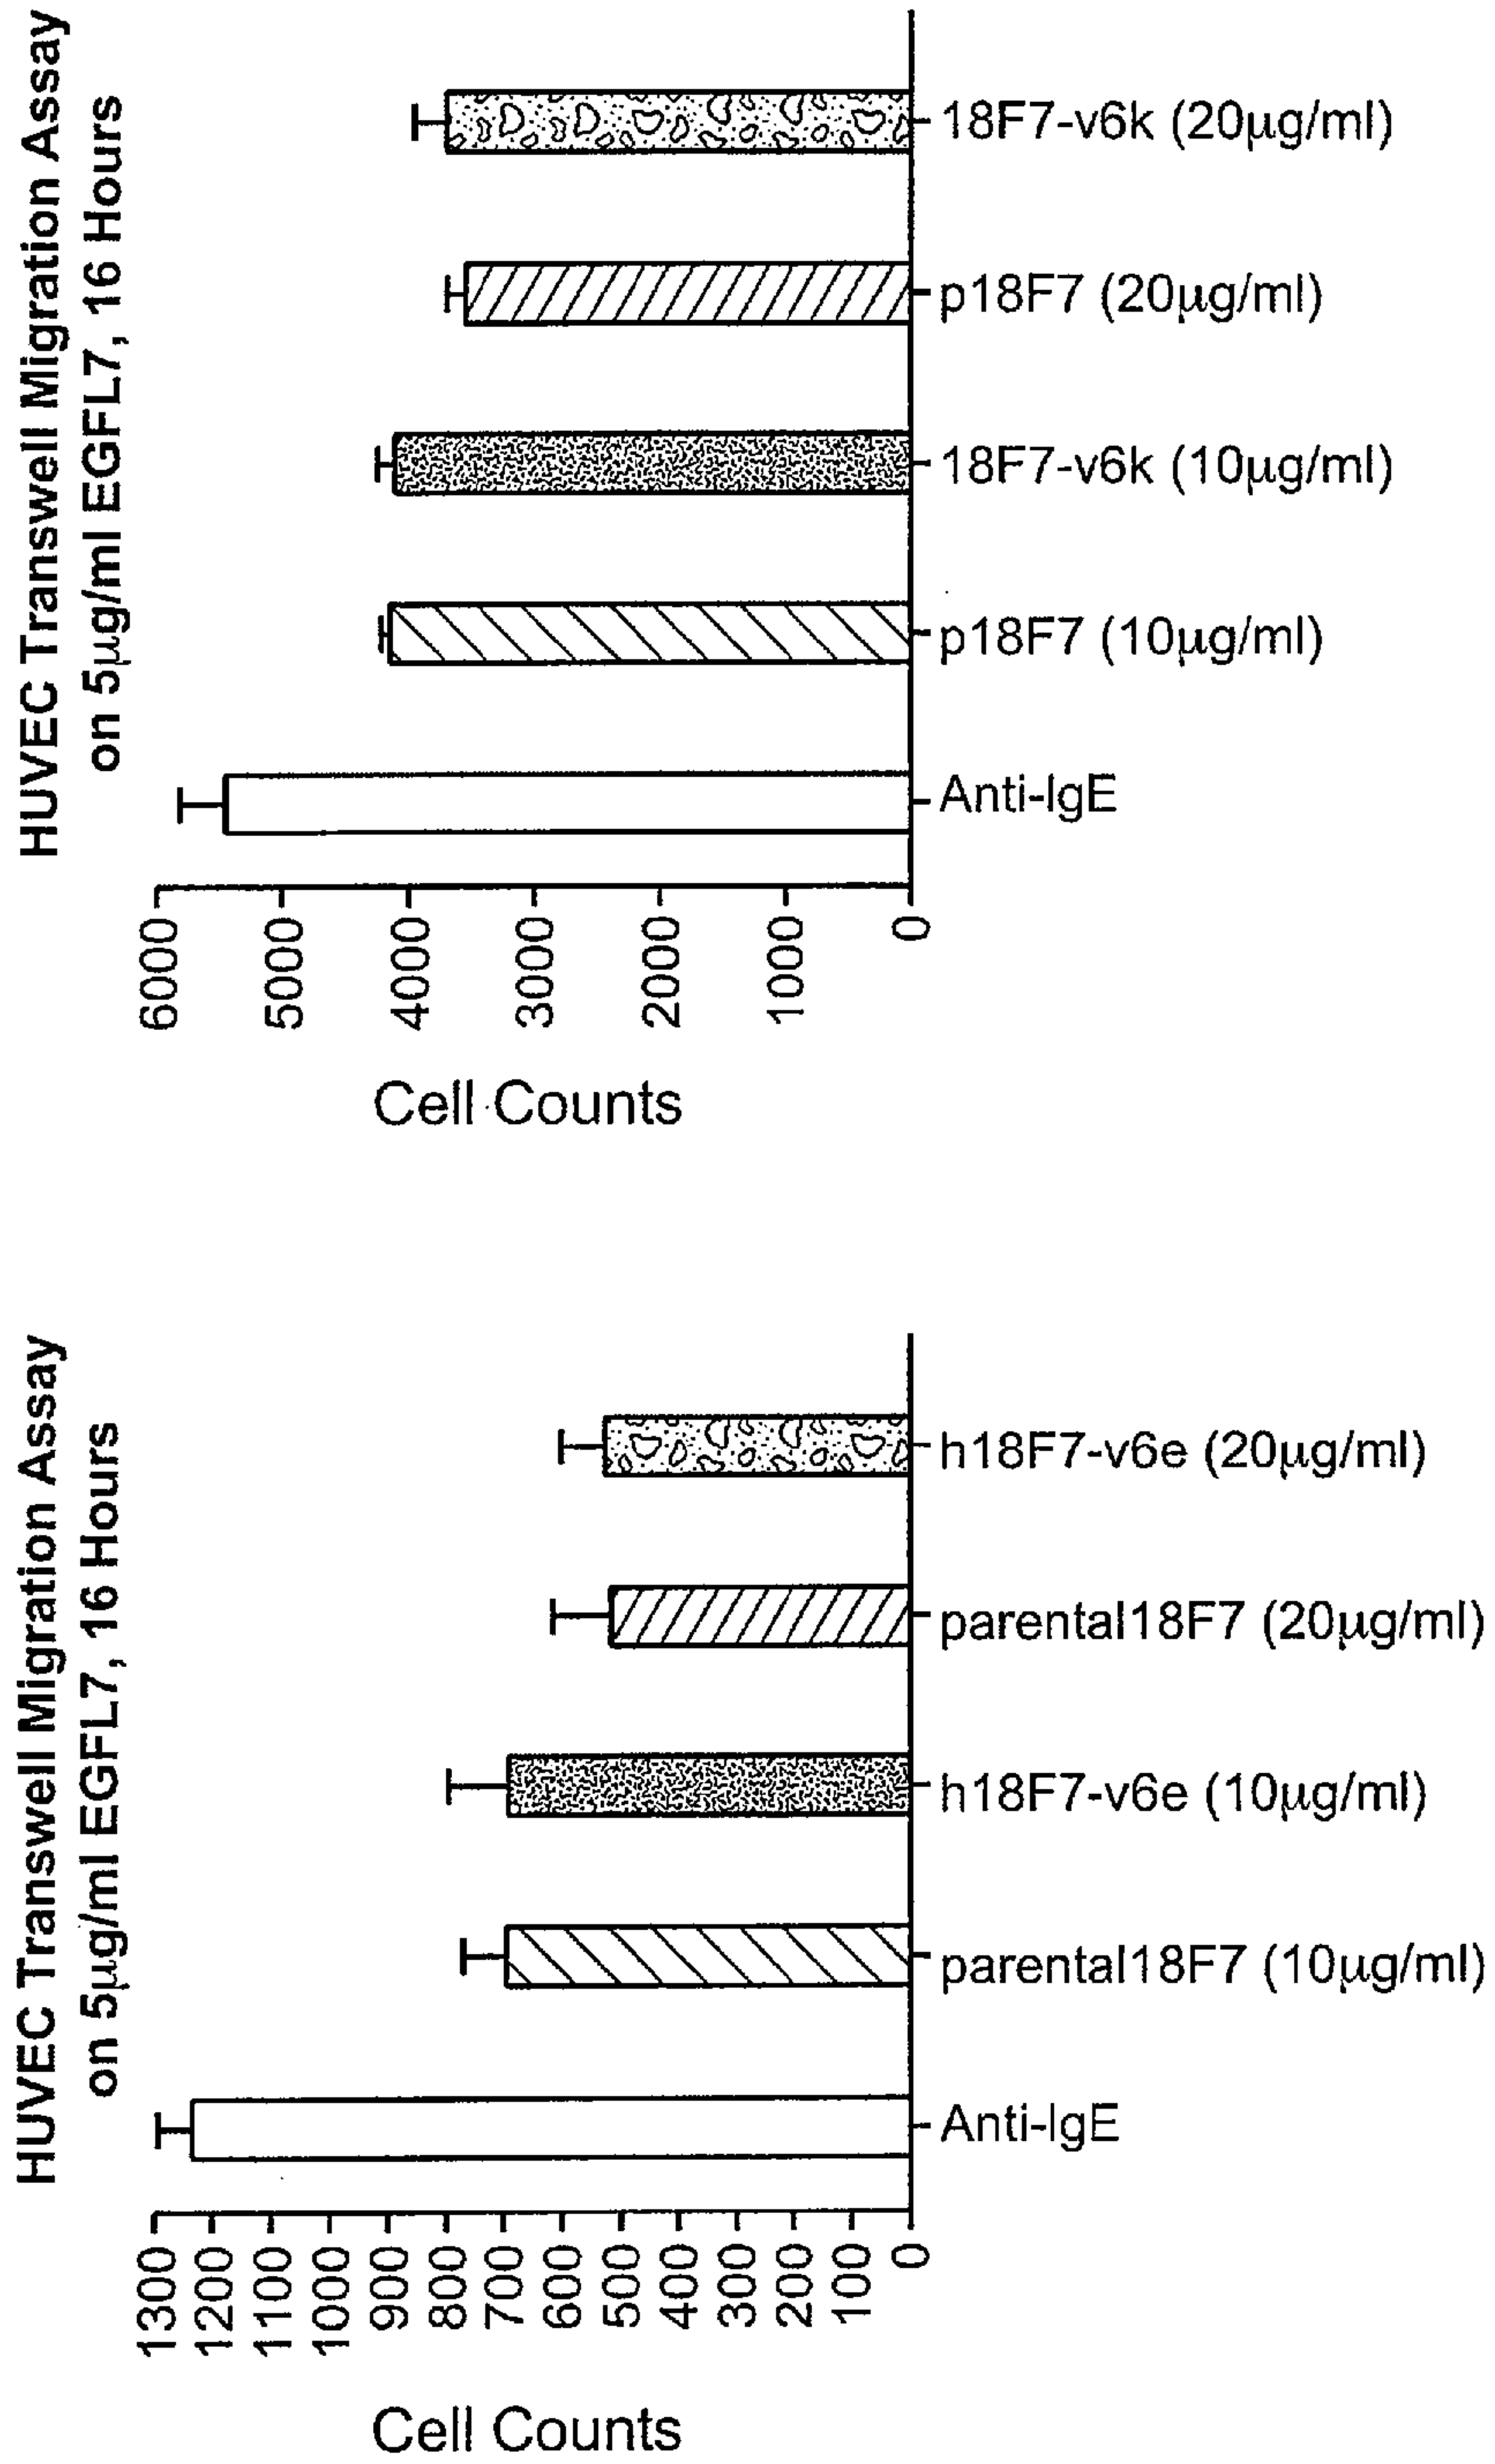 HUVEC Transwell Migration Assay
on 5µg/ml EGFL7, 16 Hours
Cell Counts
1300
1200
1100
1000
900
800
700
600
500
400
300
200
100
0
Anti-IgE
parental18F7 (10µg/ml)
h18F7-v6e (10µg/ml)
parental18F7 (20µg/ml)
h18F7-v6e (20µg/ml)
HUVEC Transwell Migration Assay
on 5µg/ml EGFL7, 16 Hours
Cell Counts
6000
5000
4000
3000
2000
1000
0
Anti-IgE
p18F7 (10µg/ml)
18F7-v6k (10µg/ml)
p18F7 (20µg/ml)
18F7-v6k (20µg/ml)